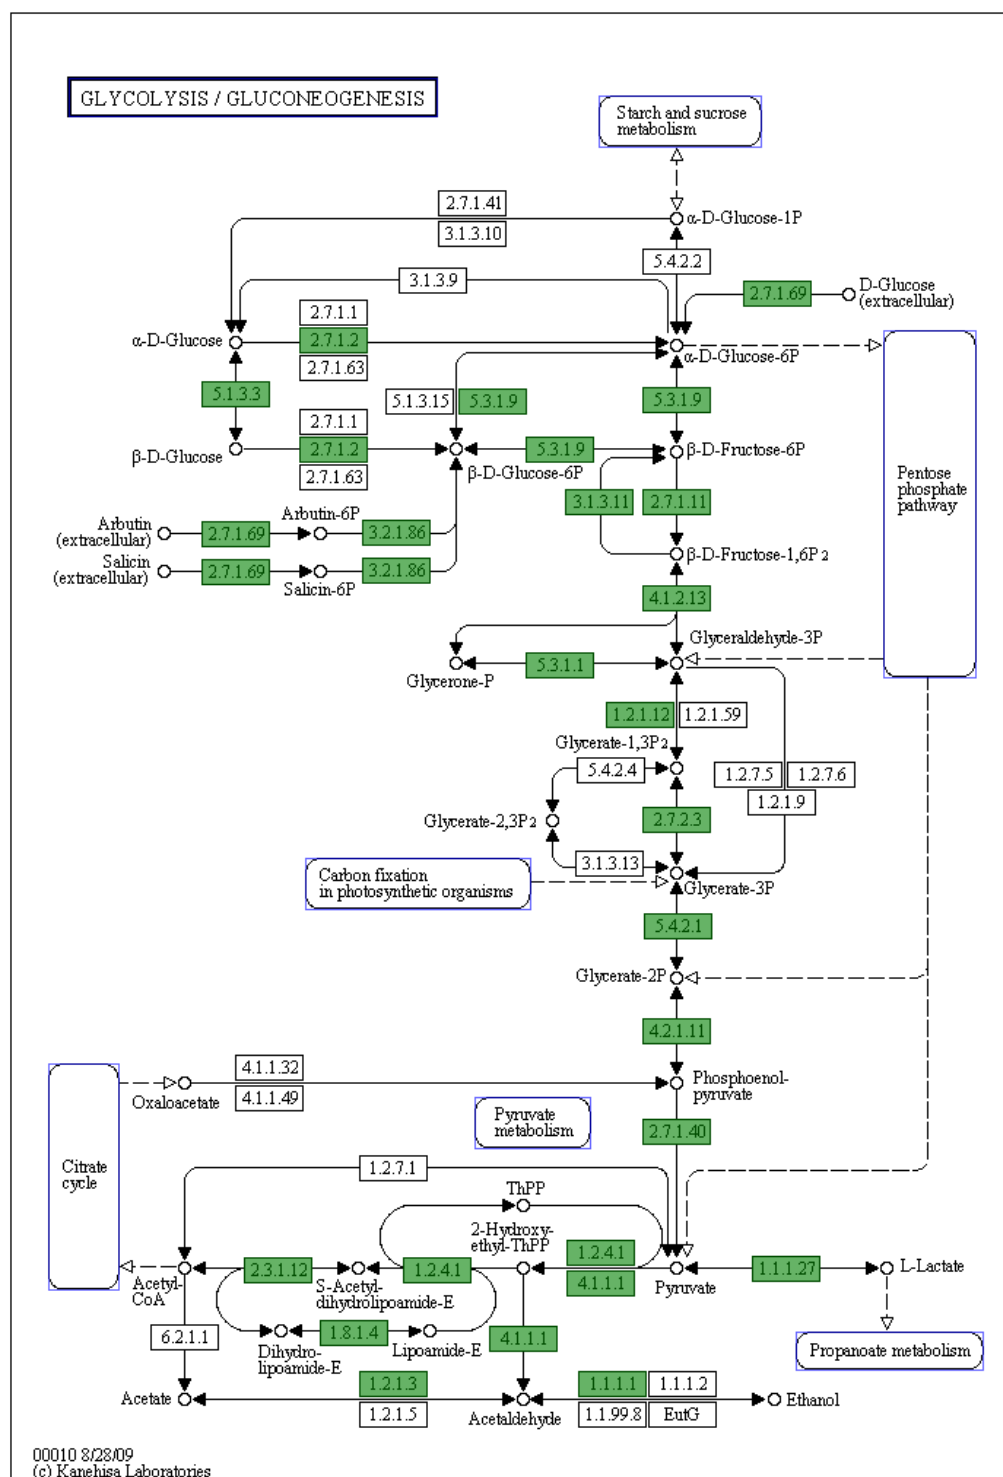 GLYCOLYSIS / GLUCONEOGENESIS
Starch and sucrose
metabolism
2.7.1.41
3.1.3.10
α-D-Glucose-1P
5.4.2.2
3.1.3.9
2.7.1.69
D-Glucose
(extracellular)
2.7.1.1
α-D-Glucose
2.7.1.2
2.7.1.63
α-D-Glucose-6P
5.1.3.3
5.1.3.15
5.3.1.9
5.3.1.9
2.7.1.1
β-D-Glucose
2.7.1.2
2.7.1.63
5.3.1.9
β-D-Glucose-6P
β-D-Fructose-6P
Pentose
phosphate
pathway
3.1.3.11
2.7.1.11
Arbutin
(extracellular)
2.7.1.69
Arbutin-6P
3.2.1.86
β-D-Fructose-1,6P2
Salicin
(extracellular)
2.7.1.69
Salicin-6P
3.2.1.86
4.1.2.13
Glyceraldehyde-3P
5.3.1.1
Glycerone-P
1.2.1.12
1.2.1.59
Glycerate-1,3P2
5.4.2.4
1.2.7.5
1.2.7.6
1.2.1.9
Glycerate-2,3P2
2.7.2.3
3.1.3.13
Carbon fixation
in photosynthetic organisms
Glycerate-3P
5.4.2.1
Glycerate-2P
4.2.1.11
4.1.1.32
4.1.1.49
Oxaloacetate
Phosphoenol-
pyruvate
Pyruvate
metabolism
2.7.1.40
Citrate
cycle
1.2.7.1
ThPP
2-Hydroxy-
ethyl-ThPP
1.2.4.1
4.1.1.1
Pyruvate
1.1.1.27
L-Lactate
Acetyl-
CoA
2.3.1.12
S-Acetyl-
dihydrolipoamide-E
1.2.4.1
6.2.1.1
Dihydro-
lipoamide-E
1.8.1.4
Lipoamide-E
4.1.1.1
Propanoate metabolism
Acetate
1.2.1.3
1.2.1.5
Acetaldehyde
1.1.1.1
1.1.1.2
1.1.99.8
EutG
Ethanol
00010 8/28/09
(c) Kanehisa Laboratories